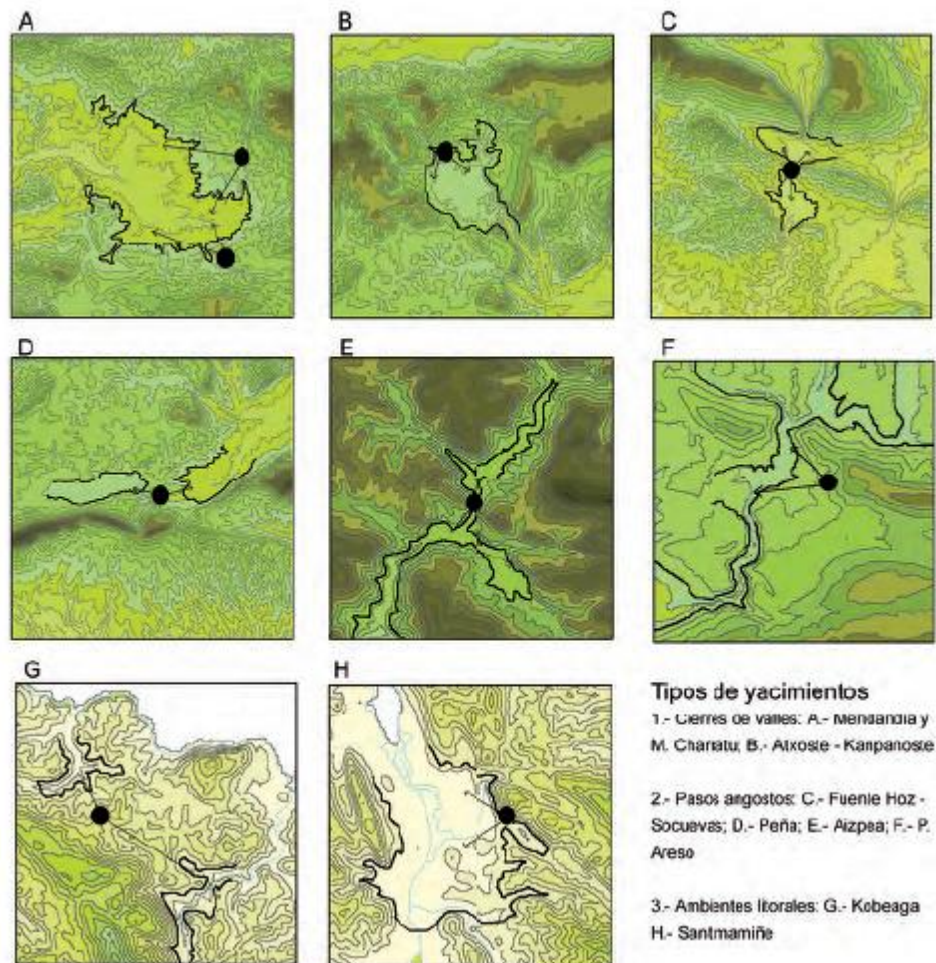 A
B
C
D
E
F
G
H
Tipos de yacimientos
1.- Cierres de valles: A.- Mendandia y
M. Chariatu; B.- Atxoste - Kanpanoste
2.- Pasos angostos: C.- Fuente Hoz -
Socuevas; D.- Peña; E.- Aizpea; F.- P.
Areso
3.- Ambientes litorales: G.- Kobeaga
H.- Santmamiñe